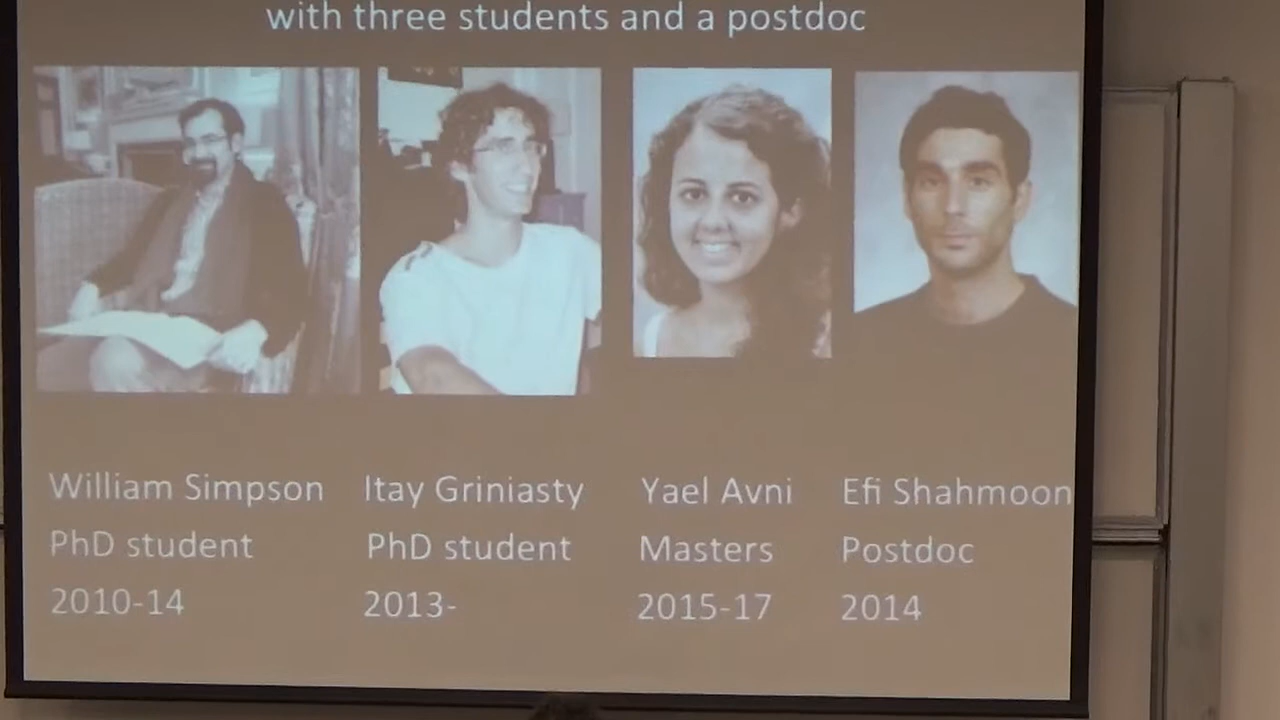 with three students and a postdoc
William Simpson
PhD student
2010-14
Itay Griniasty
PhD student
2013-
Yael Avni
Masters
2015-17
Efi Shahmoon
Postdoc
2014